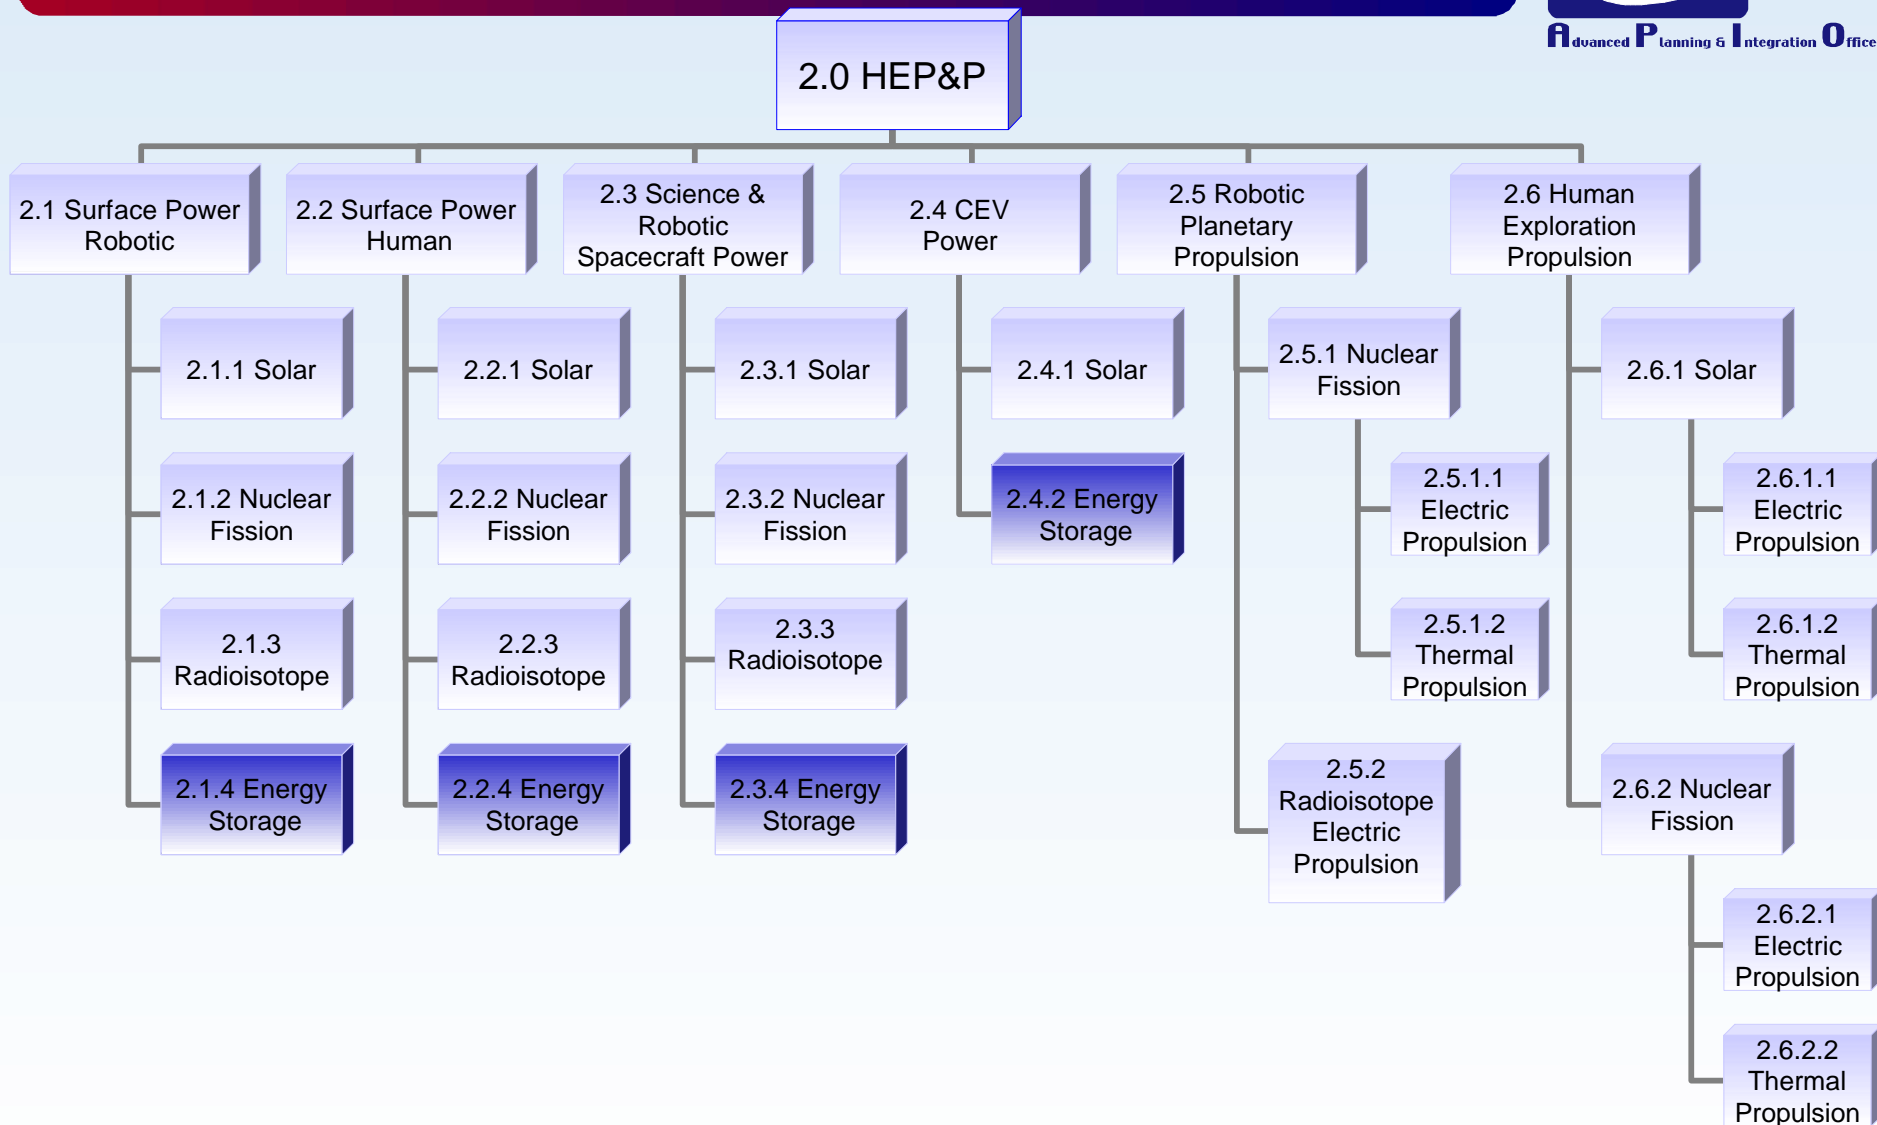 Advanced Planning & Integration Office
2.0 HEP&P
2.1 Surface Power
Robotic
2.2 Surface Power
Human
2.3 Science &
Robotic
Spacecraft Power
2.4 CEV
Power
2.5 Robotic
Planetary
Propulsion
2.6 Human
Exploration
Propulsion
2.1.1 Solar
2.2.1 Solar
2.3.1 Solar
2.4.1 Solar
2.5.1 Nuclear
Fission
2.6.1 Solar
2.1.2 Nuclear
Fission
2.2.2 Nuclear
Fission
2.3.2 Nuclear
Fission
2.4.2 Energy
Storage
2.5.1.1
Electric
Propulsion
2.6.1.1
Electric
Propulsion
2.1.3
Radioisotope
2.2.3
Radioisotope
2.3.3
Radioisotope
2.5.1.2
Thermal
Propulsion
2.6.1.2
Thermal
Propulsion
2.1.4 Energy
Storage
2.2.4 Energy
Storage
2.3.4 Energy
Storage
2.5.2
Radioisotope
Electric
Propulsion
2.6.2 Nuclear
Fission
2.6.2.1
Electric
Propulsion
2.6.2.2
Thermal
Propulsion